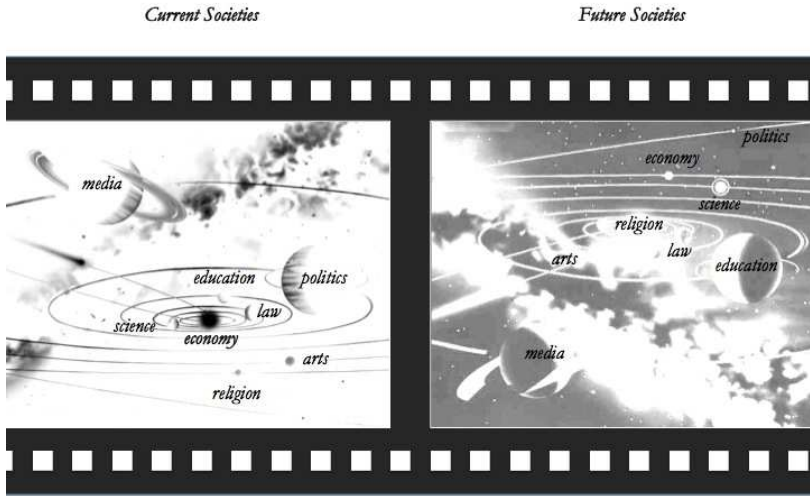 Current Societies
Future Societies
media
education
politics
science
law
economy
arts
religion
politics
economy
science
religion
law
arts
education
media